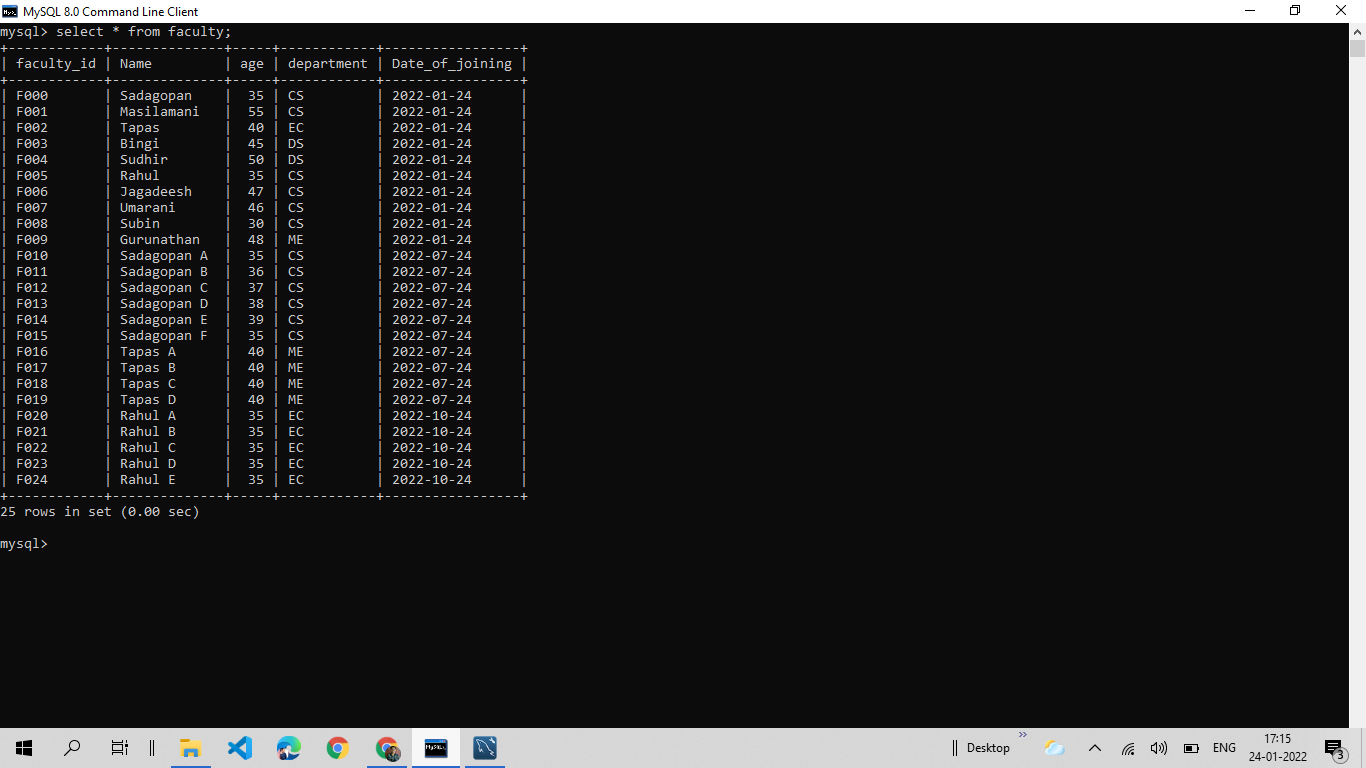 MySQL 8.0 Command Line Client
mysql> select * from faculty;
+------------+--------------+-----+------------+-----------------+
| faculty_id | Name         | age | department | Date_of_joining |
+------------+--------------+-----+------------+-----------------+
| F000       | Sadagopan    |  35 | CS         | 2022-01-24      |
| F001       | Masilamani   |  55 | CS         | 2022-01-24      |
| F002       | Tapas        |  40 | EC         | 2022-01-24      |
| F003       | Bingi        |  45 | DS         | 2022-01-24      |
| F004       | Sudhir       |  50 | DS         | 2022-01-24      |
| F005       | Rahul        |  35 | CS         | 2022-01-24      |
| F006       | Jagadeesh    |  47 | CS         | 2022-01-24      |
| F007       | Umarani      |  46 | CS         | 2022-01-24      |
| F008       | Subin        |  30 | CS         | 2022-01-24      |
| F009       | Gurunathan   |  48 | ME         | 2022-01-24      |
| F010       | Sadagopan A  |  35 | CS         | 2022-07-24      |
| F011       | Sadagopan B  |  36 | CS         | 2022-07-24      |
| F012       | Sadagopan C  |  37 | CS         | 2022-07-24      |
| F013       | Sadagopan D  |  38 | CS         | 2022-07-24      |
| F014       | Sadagopan E  |  39 | CS         | 2022-07-24      |
| F015       | Sadagopan F  |  35 | CS         | 2022-07-24      |
| F016       | Tapas A      |  40 | ME         | 2022-07-24      |
| F017       | Tapas B      |  40 | ME         | 2022-07-24      |
| F018       | Tapas C      |  40 | ME         | 2022-07-24      |
| F019       | Tapas D      |  40 | ME         | 2022-07-24      |
| F020       | Rahul A      |  35 | EC         | 2022-10-24      |
| F021       | Rahul B      |  35 | EC         | 2022-10-24      |
| F022       | Rahul C      |  35 | EC         | 2022-10-24      |
| F023       | Rahul D      |  35 | EC         | 2022-10-24      |
| F024       | Rahul E      |  35 | EC         | 2022-10-24      |
+------------+--------------+-----+------------+-----------------+
25 rows in set (0.00 sec)
mysql>
Desktop
ENG
17:15
24-01-2022
3